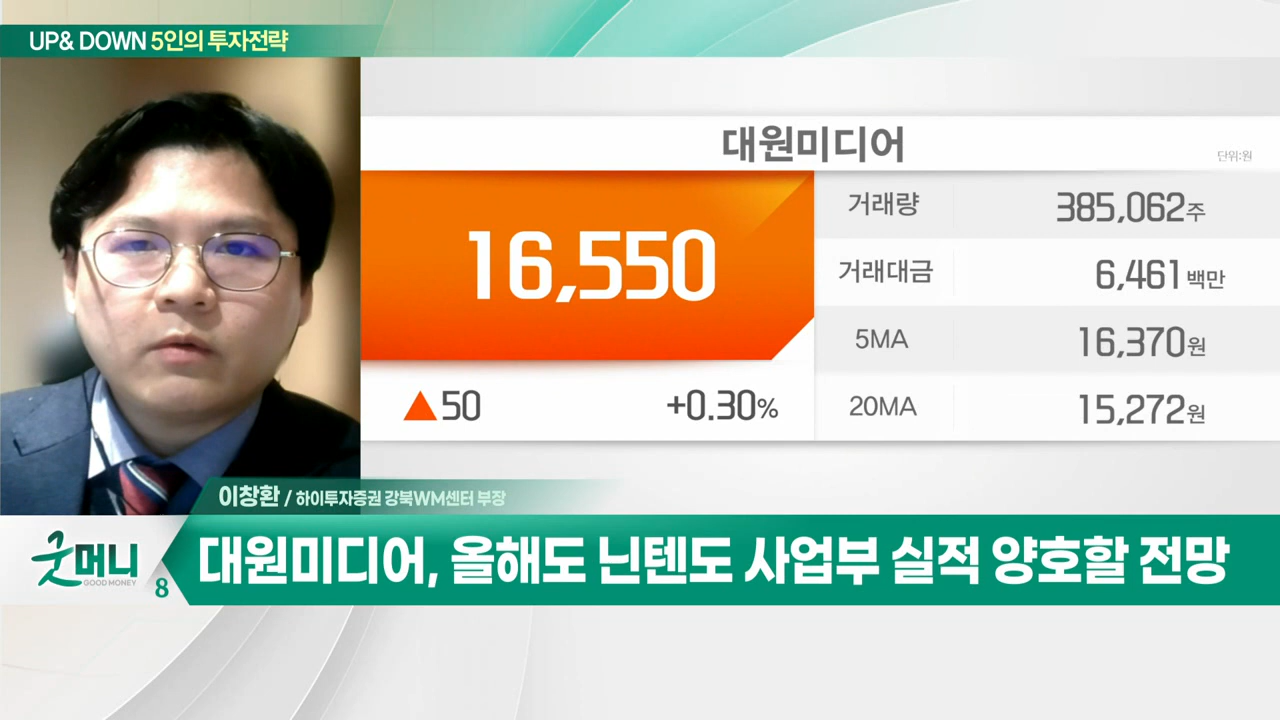 UP& DOWN 5인의 투자전략
대원미디어
단위:원
16,550
▲50 +0.30%
거래량 385,062주
거래대금 6,461백만
5MA 16,370원
20MA 15,272원
이창환 / 하이투자증권 강북WM센터 부장
굿머니
GOOD MONEY
8
대원미디어, 올해도 닌텐도 사업부 실적 양호할 전망